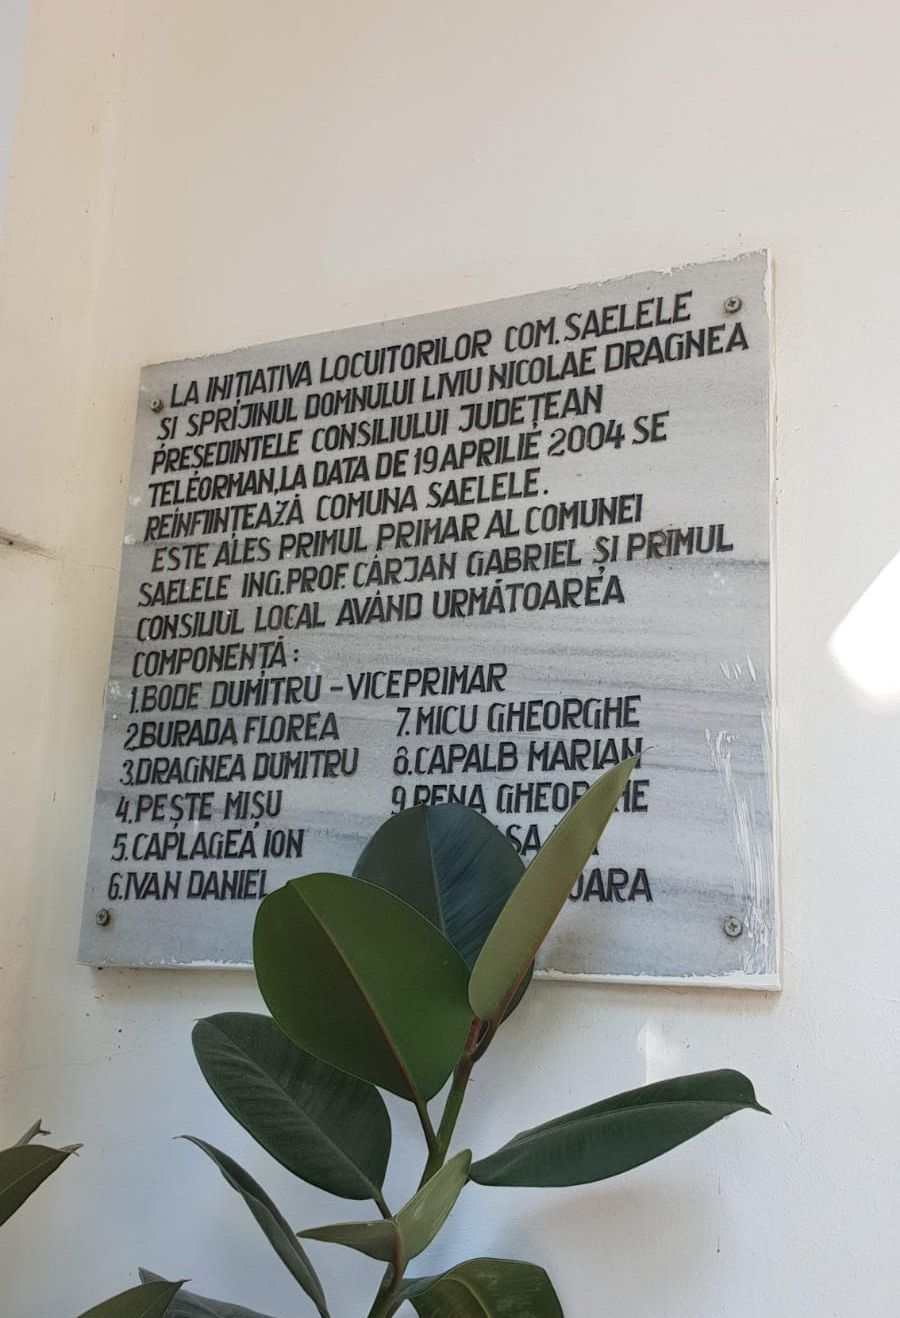 LA INIȚIATIVA LOCUITORILOR COM. SAELELE
ȘI SPRIJINUL DOMNULUI LIVIU NICOLAE DRAGNEA
PREȘEDINTELE CONSILIULUI JUDEȚEAN
TELEORMAN, LA DATA DE 19 APRILIE 2004 SE
REÎNFIINȚEAZĂ COMUNA SAELELE.
ESTE ALES PRIMUL PRIMAR AL COMUNEI
SAELELE ING. PROF. CÂRJAN GABRIEL ȘI PRIMUL
CONSILIUL LOCAL AVÂND URMĂTOAREA
COMPONENȚĂ:
1. BODE DUMITRU - VICEPRIMAR
2. BURADA FLOREA 7. MICU GHEORGHE
3. DRAGNEA DUMITRU 8. CAPALB MARIAN
4. PEȘTE MIȘU 9. PENA GHEORGHE
5. CAPLAGEA ION
6. IVAN DANIEL